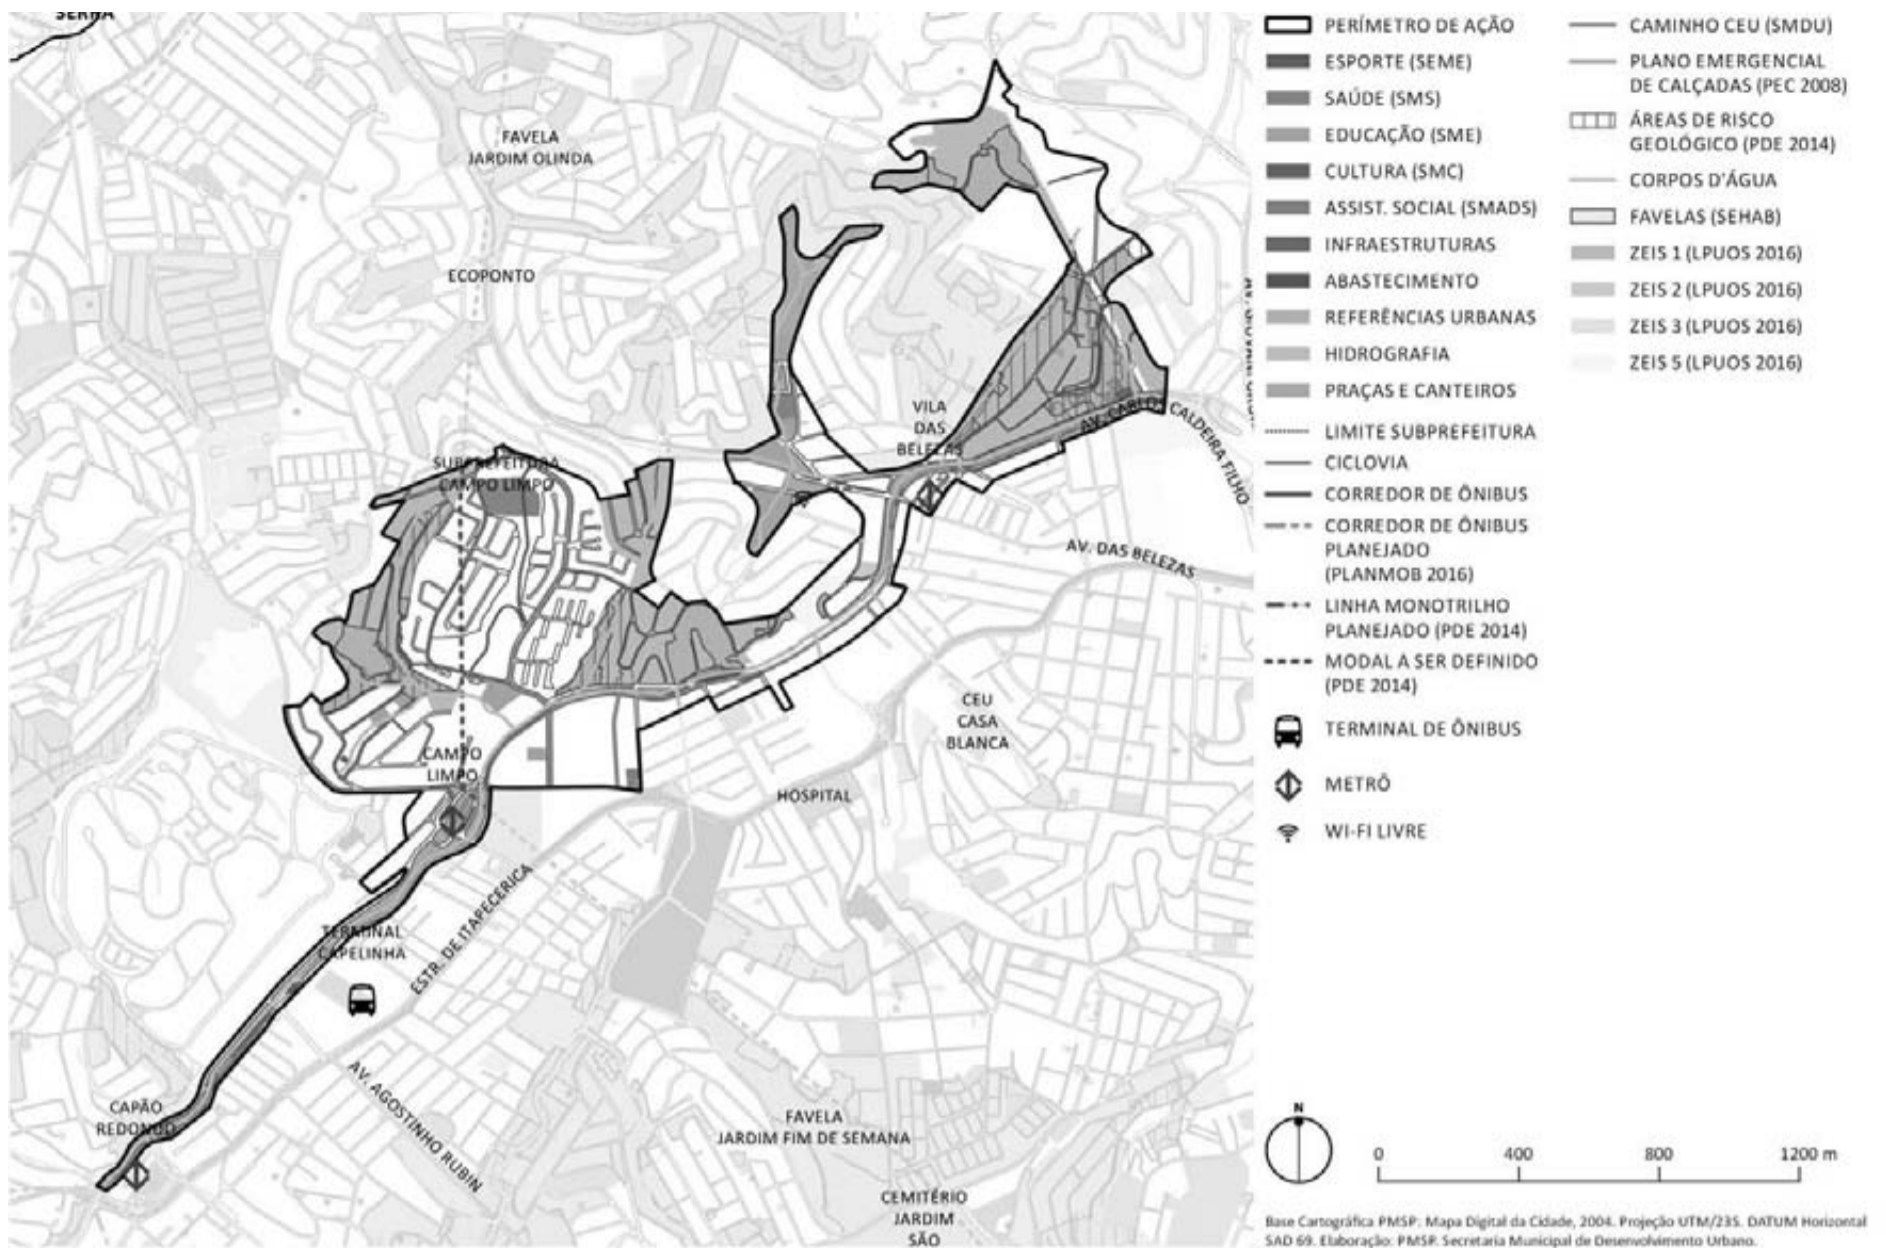 SERRA
FAVELA
JARDIM OLINDA
ECOPONTO
VILA
DAS
BELEZAS
AV. CARLOS CALDEIRA FILHO
SUBPREFEITURA
CAMPO LIMPO
AV. DAS BELEZAS
CEU
CASA
BLANCA
CAMPO
LIMPO
HOSPITAL
ESTR. DE ITAPECERICA
TERMINAL
CAPELINHA
AV. AGOSTINHO RUBIN
CAPÃO
REDONDO
FAVELA
JARDIM FIM DE SEMANA
CEMITÉRIO
JARDIM
SÃO
PERÍMETRO DE AÇÃO
ESPORTE (SEME)
SAÚDE (SMS)
EDUCAÇÃO (SME)
CULTURA (SMC)
ASSIST. SOCIAL (SMADS)
INFRAESTRUTURAS
ABASTECIMENTO
REFERÊNCIAS URBANAS
HIDROGRAFIA
PRAÇAS E CANTEIROS
LIMITE SUBPREFEITURA
CICLOVIA
CORREDOR DE ÔNIBUS
CORREDOR DE ÔNIBUS
PLANEJADO
(PLANMOB 2016)
LINHA MONOTRILHO
PLANEJADO (PDE 2014)
MODAL A SER DEFINIDO
(PDE 2014)
TERMINAL DE ÔNIBUS
METRÔ
WI-FI LIVRE
CAMINHO CEU (SMDU)
PLANO EMERGENCIAL
DE CALÇADAS (PEC 2008)
ÁREAS DE RISCO
GEOLÓGICO (PDE 2014)
CORPOS D'ÁGUA
FAVELAS (SEHAB)
ZEIS 1 (LPUOS 2016)
ZEIS 2 (LPUOS 2016)
ZEIS 3 (LPUOS 2016)
ZEIS 5 (LPUOS 2016)
N
0 400 800 1200 m
Base Cartográfica PMSP: Mapa Digital da Cidade, 2004. Projeção UTM/23S. DATUM Horizontal
SAD 69. Elaboração: PMSP. Secretaria Municipal de Desenvolvimento Urbano.